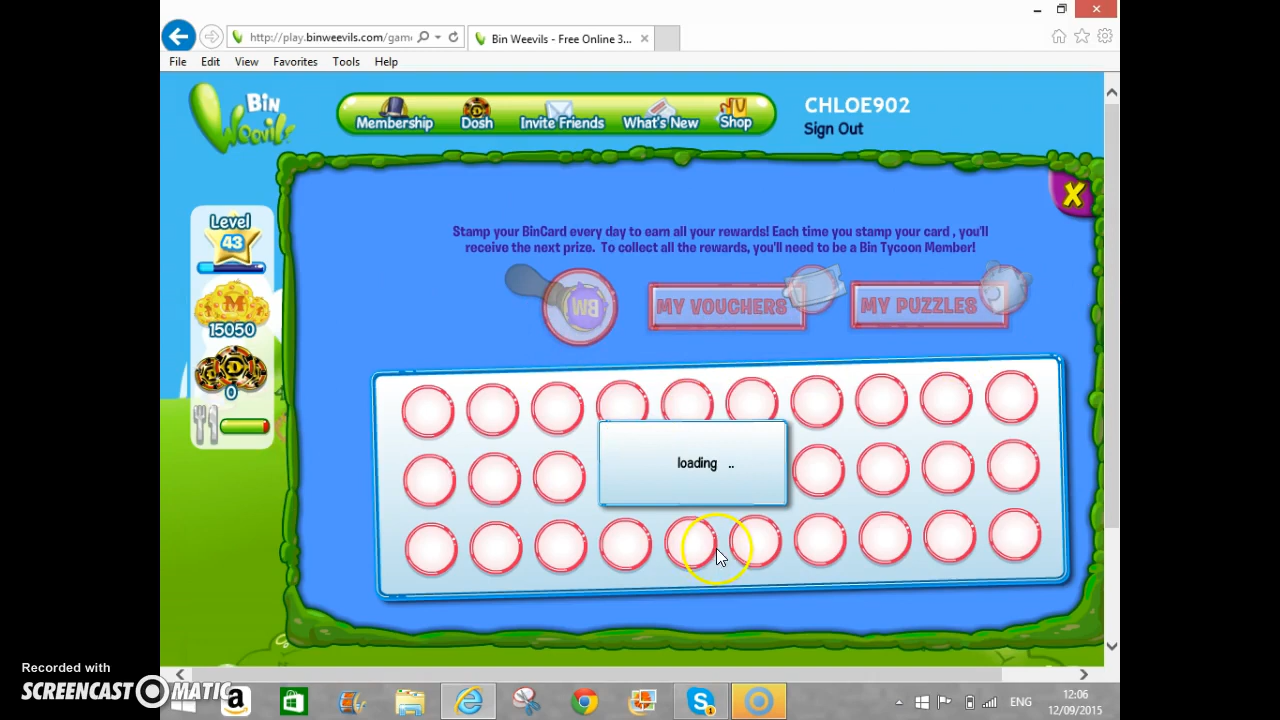 http://play.binweevils.com/gam
Bin Weevils - Free Online 3...
File Edit View Favorites Tools Help
BiN
Weevils
Membership Dosh Invite Friends What's New Shop
CHLOE902
Sign Out
X
Level
43
M
15050
D
0
Stamp your BinCard every day to earn all your rewards! Each time you stamp your card , you'll
receive the next prize. To collect all the rewards, you'll need to be a Bin Tycoon Member!
BW
MY VOUCHERS
MY PUZZLES
loading ..
Recorded with
SCREENCAST O MATIC
a
S
1
ENG
12:06
12/09/2015